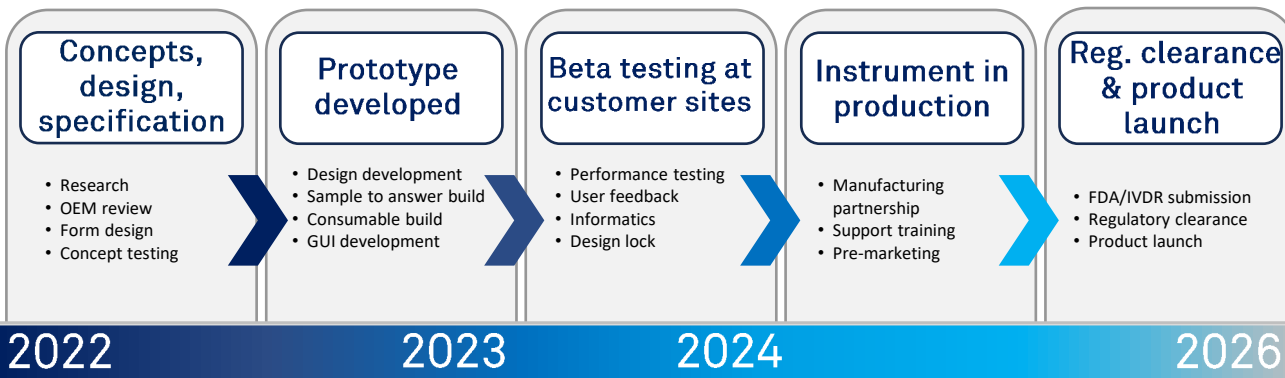 Concepts,
design,
specification
• Research
• OEM review
• Form design
• Concept testing
Prototype
developed
• Design development
• Sample to answer build
• Consumable build
• GUI development
Beta testing at
customer sites
• Performance testing
• User feedback
• Informatics
• Design lock
Instrument in
production
• Manufacturing
partnership
• Support training
• Pre-marketing
Reg. clearance
& product
launch
• FDA/IVDR submission
• Regulatory clearance
• Product launch
2022 2023 2024 2026